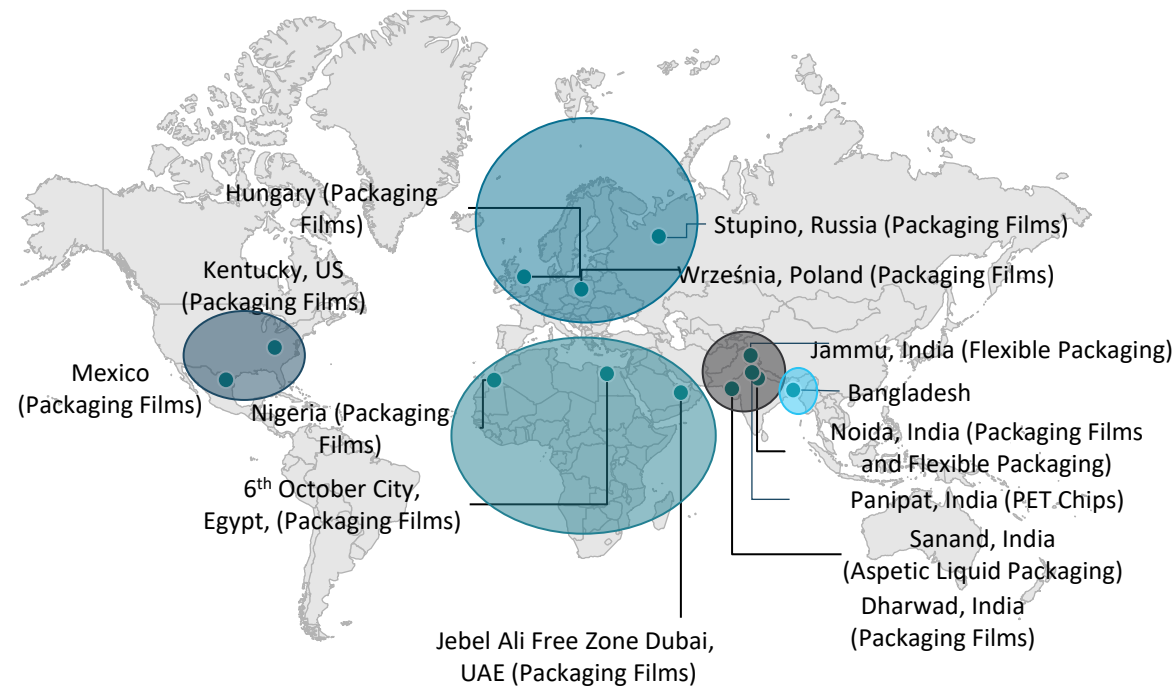 Hungary (Packaging
Films)
Stupino, Russia (Packaging Films)
Kentucky, US
(Packaging Films)
Września, Poland (Packaging Films)
Mexico
(Packaging Films)
Jammu, India (Flexible Packaging)
Bangladesh
Nigeria (Packaging
Films)
Noida, India (Packaging Films
and Flexible Packaging)
6th October City,
Egypt, (Packaging Films)
Panipat, India (PET Chips)
Sanand, India
(Aspetic Liquid Packaging)
Dharwad, India
(Packaging Films)
Jebel Ali Free Zone Dubai,
UAE (Packaging Films)